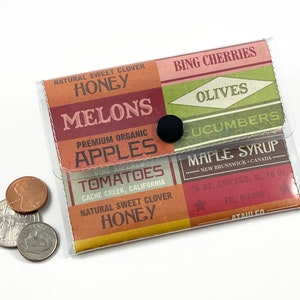 NATURAL SWEET CLOVER
HONEY
BING CHERRIES
MELONS
OLIVES
PREMIUM ORGANIC
APPLES
CUCUMBERS
MAPLE SYRUP
NEW BRUNSWICK • CANADA
TOMATOES
CACHE CREEK, CALIFORNIA
NATURAL SWEET CLOVER
HONEY